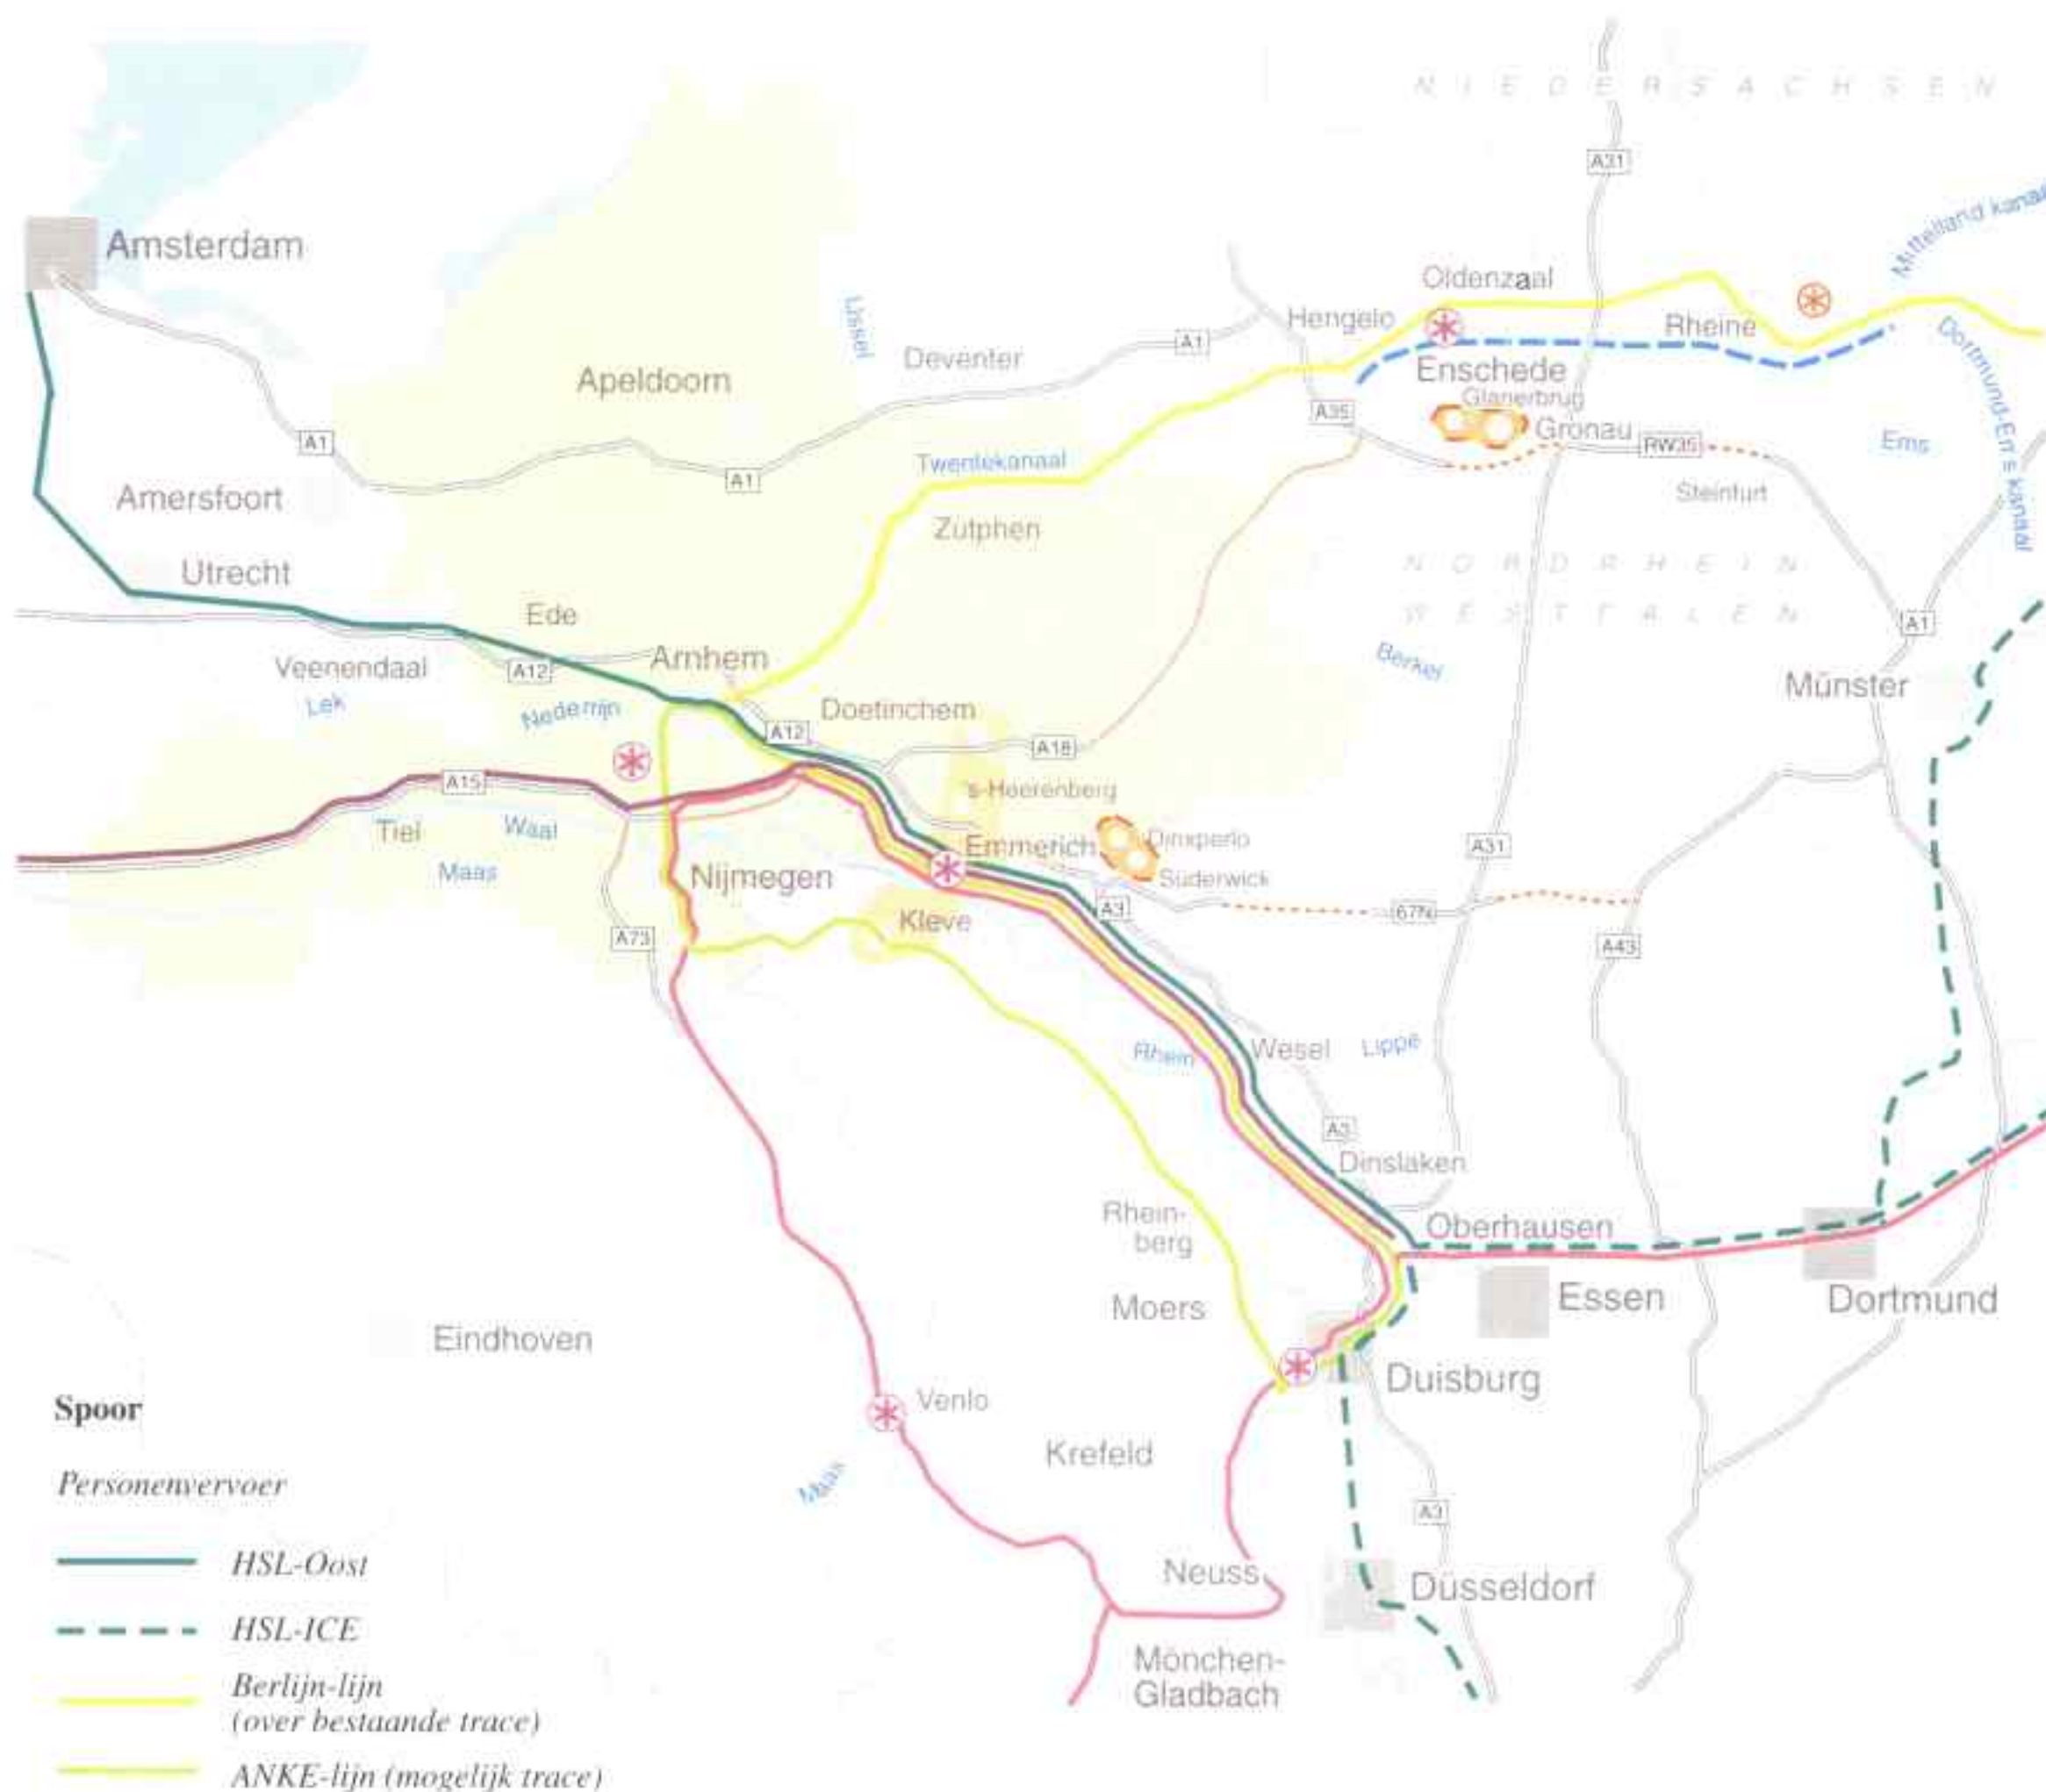 NIEDERSACHSEN
A31
Mittelland kanaal
Amsterdam
Oldenzaal
IJssel
Hengelo
Rheine
A1
Deventer
Dortmund-Ems kanaal
Apeldoorn
Enschede
Glanerbrug
A35
Gronau
A1
RW35
Ems
Twentekanaal
A1
Amersfoort
Steinfurt
Zutphen
NORDRHEIN
Utrecht
WESTFALEN
Ede
A1
Arnhem
Berkel
Veenendaal
A12
Münster
Lek
Nederrijn
Doetinchem
A12
A18
A15
's-Heerenberg
Tiel
Waal
Emmerich
Dinxperlo
A31
Maas
Nijmegen
Suderwick
Kleve
A3
67N
A73
A43
Rhein
Wesel
Lippe
A3
Dinslaken
Rhein-
berg
Oberhausen
Moers
Essen
Dortmund
Eindhoven
Duisburg
Venlo
Krefeld
Maas
A3
Neuss
Düsseldorf
Mönchen-
Gladbach
Spoor
Personenvervoer
HSL-Oost
HSL-ICE
Berlijn-lijn
(over bestaande trace)
ANKE-lijn (mogelijk trace)